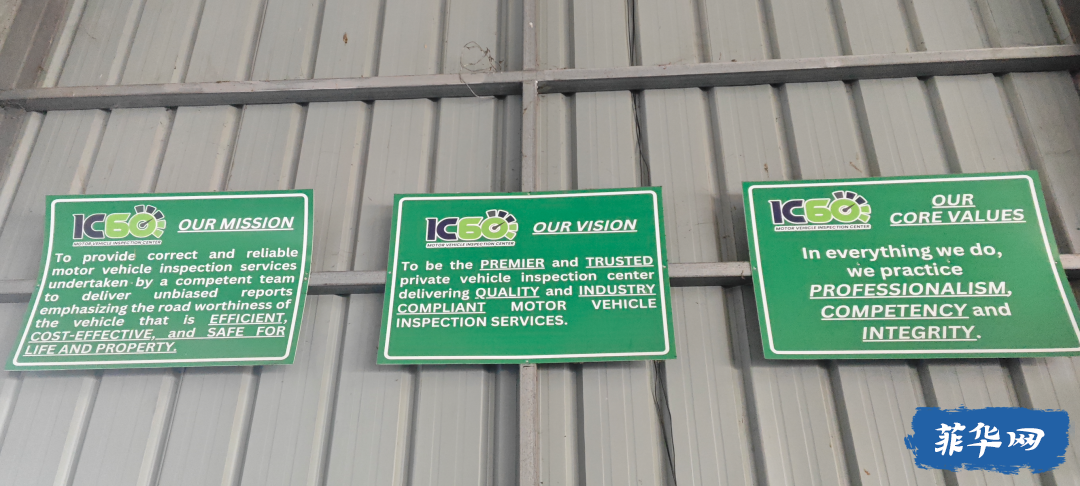 IC60
MOTOR VEHICLE INSPECTION CENTER
OUR MISSION
To provide correct and reliable
motor vehicle inspection services
undertaken by a competent team
to deliver unbiased reports
emphasizing the road worthiness of
the vehicle that is EFFICIENT,
COST-EFFECTIVE, and SAFE FOR
LIFE AND PROPERTY.
IC60
MOTOR VEHICLE INSPECTION CENTER
OUR VISION
To be the PREMIER and TRUSTED
private vehicle inspection center
delivering QUALITY and INDUSTRY
COMPLIANT MOTOR VEHICLE
INSPECTION SERVICES.
IC60
MOTOR VEHICLE INSPECTION CENTER
OUR
CORE VALUES
In everything we do,
we practice
PROFESSIONALISM,
COMPETENCY and
INTEGRITY.
菲华网